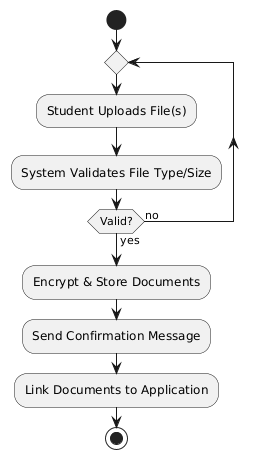 Student Uploads File(s)
System Validates File Type/Size
Valid?
no
yes
Encrypt & Store Documents
Send Confirmation Message
Link Documents to Application